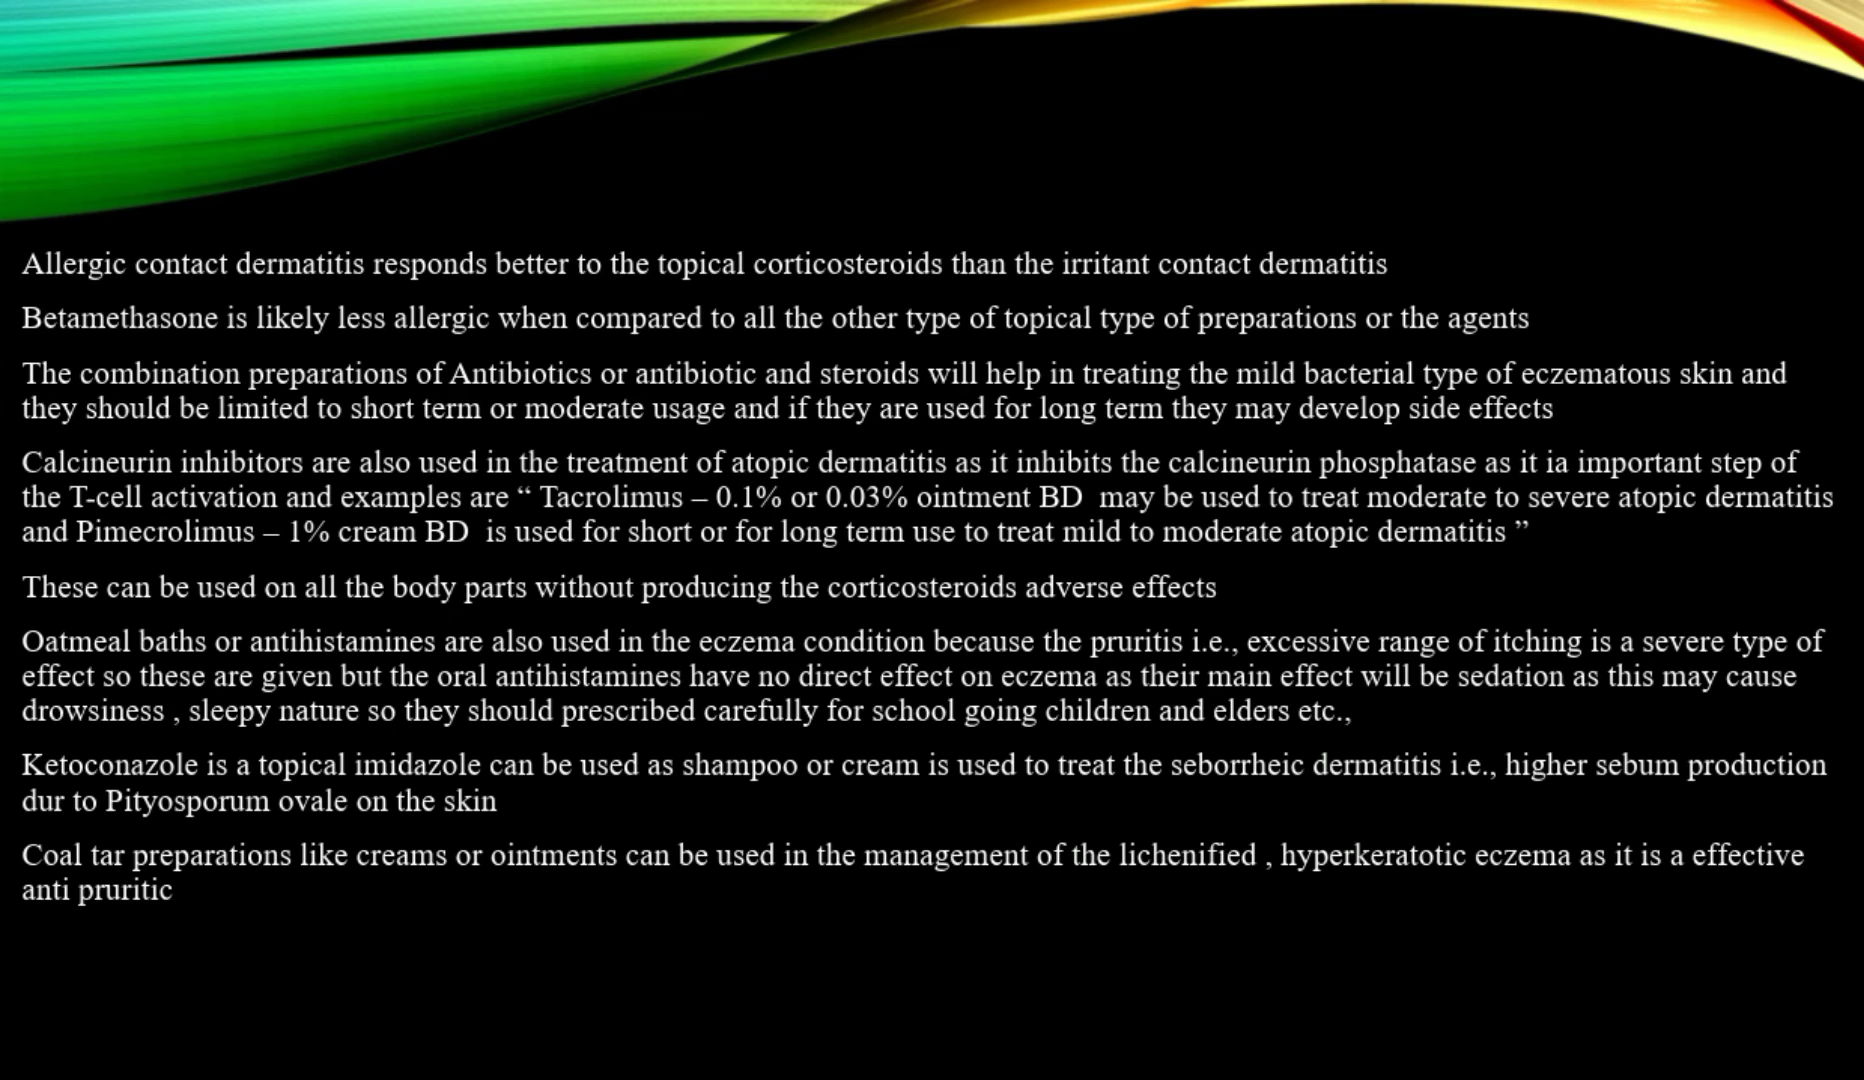 Allergic contact dermatitis responds better to the topical corticosteroids than the irritant contact dermatitis
Betamethasone is likely less allergic when compared to all the other type of topical type of preparations or the agents
The combination preparations of Antibiotics or antibiotic and steroids will help in treating the mild bacterial type of eczematous skin and
they should be limited to short term or moderate usage and if they are used for long term they may develop side effects
Calcineurin inhibitors are also used in the treatment of atopic dermatitis as it inhibits the calcineurin phosphatase as it ia important step of
the T-cell activation and examples are “ Tacrolimus – 0.1% or 0.03% ointment BD  may be used to treat moderate to severe atopic dermatitis
and Pimecrolimus – 1% cream BD  is used for short or for long term use to treat mild to moderate atopic dermatitis ”
These can be used on all the body parts without producing the corticosteroids adverse effects
Oatmeal baths or antihistamines are also used in the eczema condition because the pruritis i.e., excessive range of itching is a severe type of
effect so these are given but the oral antihistamines have no direct effect on eczema as their main effect will be sedation as this may cause
drowsiness , sleepy nature so they should prescribed carefully for school going children and elders etc.,
Ketoconazole is a topical imidazole can be used as shampoo or cream is used to treat the seborrheic dermatitis i.e., higher sebum production
dur to Pityosporum ovale on the skin
Coal tar preparations like creams or ointments can be used in the management of the lichenified , hyperkeratotic eczema as it is a effective
anti pruritic